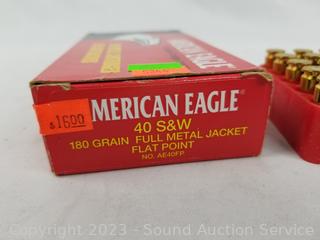 MERICAN EAGLE®
$16.00
40 S&W
180 GRAIN FULL METAL JACKET
FLAT POINT
NO. AE40FP
Copyright 2023 - Sound Auction Service